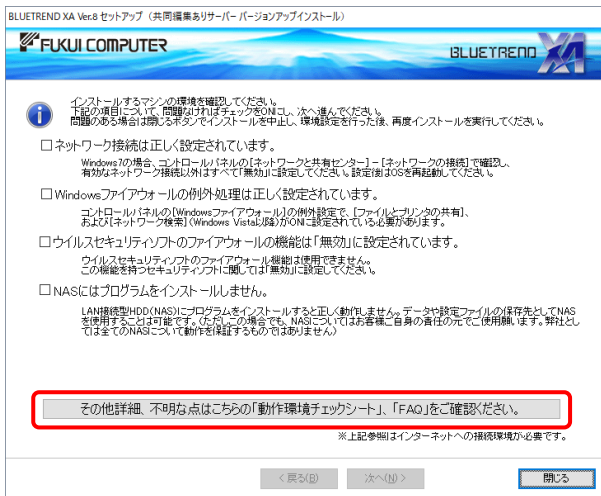 BLUETREND XA Ver.8 セットアップ（共同編集ありサーバー バージョンアップインストール）
FUKUI COMPUTER
BLUETREND XA
インストールするマシンの環境を確認してください。
下記の項目について、問題なければチェックをONにし、次へ進んでください。
問題のある場合は閉じるボタンでインストールを中止し、環境設定を行った後、再度インストールを実行してください。
ネットワーク接続は正しく設定されています。
Windows7の場合、コントロールパネルの[ネットワークと共有センター]－[ネットワークの接続]で確認し、
有効なネットワーク接続以外はすべて「無効」に設定してください。設定後はOSを再起動してください。
Windowsファイアウォールの例外処理は正しく設定されています。
コントロールパネルの[Windowsファイアウォール]の例外設定で、[ファイルとプリンタの共有]、
および[ネットワーク検索](Windows Vista以降)がONに設定されている必要があります。
ウイルスセキュリティソフトのファイアウォールの機能は「無効」に設定されています。
ウイルスセキュリティソフトのファイアウォール機能は使用できません。
この機能を持つセキュリティソフトに関しては「無効」に設定してください。
NASにはプログラムをインストールしません。
LAN接続型HDD(NAS)にプログラムをインストールすると正しく動作しません。データや設定ファイルの保存先としてNAS
を使用することは可能です。（ただしこの場合でも、NASについてはお客様ご自身の責任の元でご使用願います。弊社とし
ては全てのNASについて動作を保証するものではありません）
その他詳細、不明な点はこちらの「動作環境チェックシート」、「FAQ」をご確認ください。
※上記参照はインターネットへの接続環境が必要です。
< 戻る(B)
次へ(N) >
閉じる